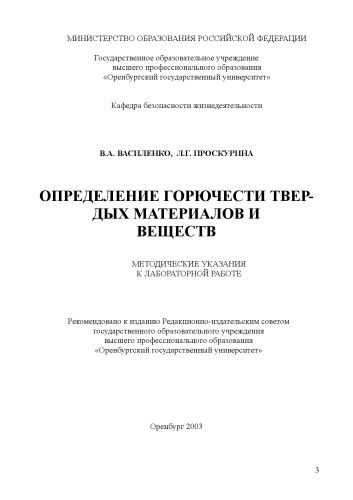 МИНИСТЕРСТВО ОБРАЗОВАНИЯ РОССИЙСКОЙ ФЕДЕРАЦИИ
Государственное образовательное учреждение
высшего профессионального образования
«Оренбургский государственный университет»
Кафедра безопасности жизнедеятельности
В.А. ВАСИЛЕНКО, Л.Г. ПРОСКУРИНА
ОПРЕДЕЛЕНИЕ ГОРЮЧЕСТИ ТВЕР-
ДЫХ МАТЕРИАЛОВ И
ВЕЩЕСТВ
МЕТОДИЧЕСКИЕ УКАЗАНИЯ
К ЛАБОРАТОРНОЙ РАБОТЕ
Рекомендовано к изданию Редакционно-издательским советом
государственного образовательного учреждения
высшего профессионального образования
«Оренбургский государственный университет»
Оренбург 2003
3